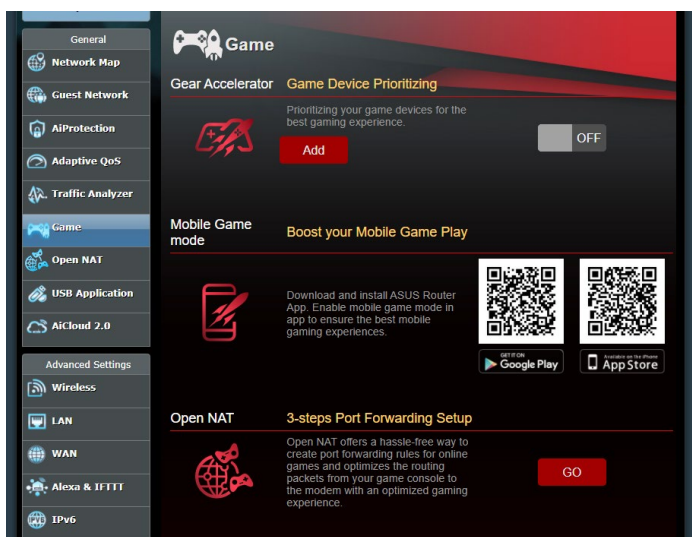 General
Network Map
Guest Network
AiProtection
Adaptive QoS
Traffic Analyzer
Game
Open NAT
USB Application
AiCloud 2.0
Advanced Settings
Wireless
LAN
WAN
Alexa & IFTTT
IPv6
Game
Gear Accelerator
Game Device Prioritizing
Prioritizing your game devices for the
best gaming experience.
Add
OFF
Mobile Game
mode
Boost your Mobile Game Play
Download and install ASUS Router
App. Enable mobile game mode in
app to ensure the best mobile
gaming experiences.
GET IT ON
Google Play
Available on the iPhone
App Store
Open NAT
3-steps Port Forwarding Setup
Open NAT offers a hassle-free way to
create port forwarding rules for online
games and optimizes the routing
packets from your game console to
the modem with an optimized gaming
experience.
GO